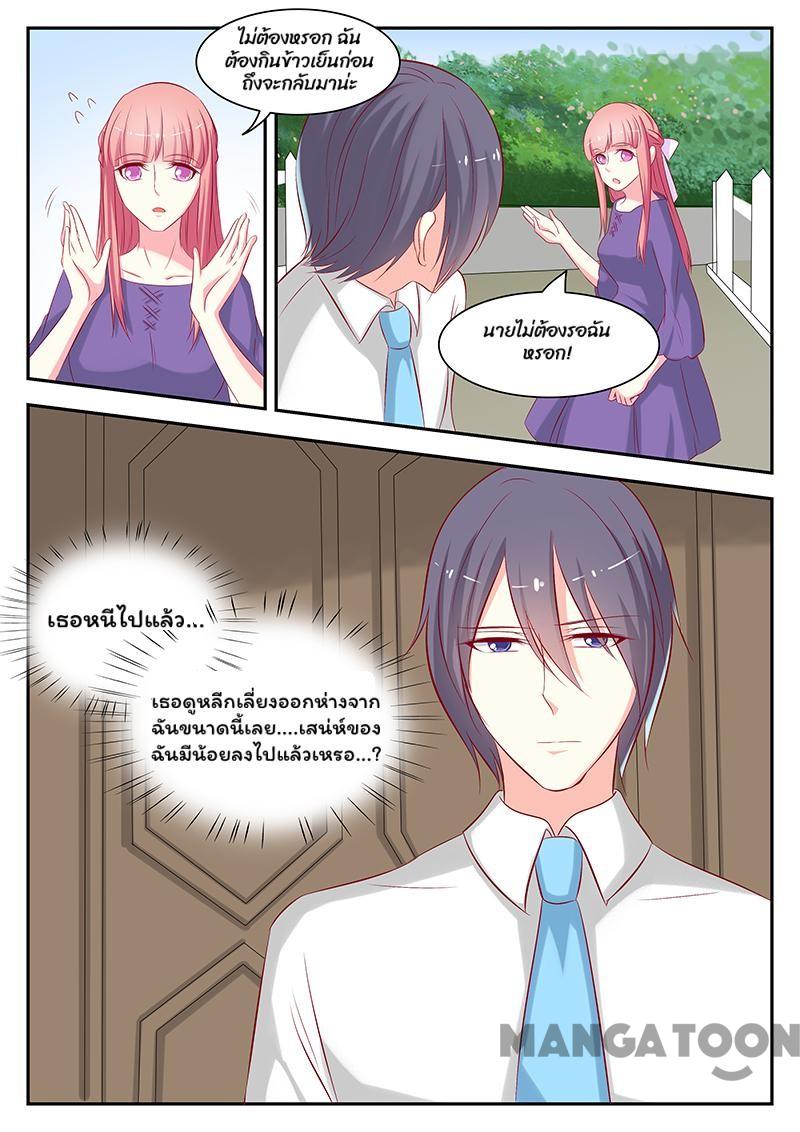 ไม่ต้องหรอก ฉัน
ต้องกินข้าวเย็นก่อน
ถึงจะกลับมาน่ะ
นายไม่ต้องรอฉัน
หรอก!
เธอหนีไปแล้ว...
เธอดูหลีกเลี่ยงออกห่างจาก
ฉันขนาดนี้เลย....เสน่ห์ของ
ฉันมีน้อยลงไปแล้วเหรอ...?
MANGATOON